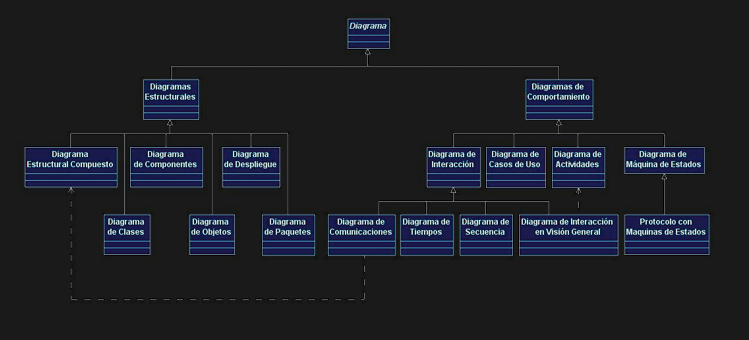 Diagrama
Diagramas
Estructurales
Diagramas de
Comportamiento
Diagrama
Estructural Compuesto
Diagrama
de Componentes
Diagrama
de Despliegue
Diagrama de
Interacción
Diagrama de
Casos de Uso
Diagrama de
Actividades
Diagrama de
Máquina de Estados
Diagrama
de Clases
Diagrama
de Objetos
Diagrama
de Paquetes
Diagrama de
Comunicaciones
Diagrama de
Tiempos
Diagrama de
Secuencia
Diagrama de Interacción
en Visión General
Protocolo con
Maquinas de Estados